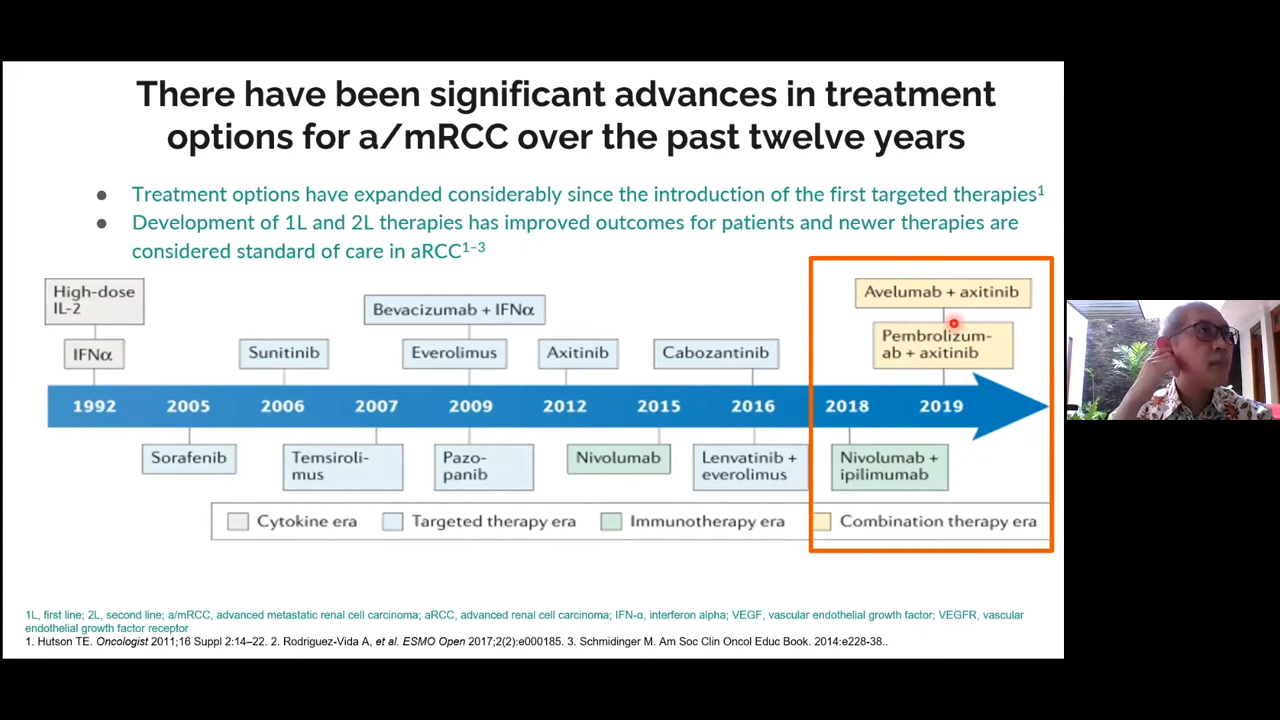 There have been significant advances in treatment
options for a/mRCC over the past twelve years
● Treatment options have expanded considerably since the introduction of the first targeted therapies1
● Development of 1L and 2L therapies has improved outcomes for patients and newer therapies are
considered standard of care in aRCC1–3
High-dose
IL-2
IFNα
Sunitinib
Bevacizumab + IFNα
Everolimus
Axitinib
Cabozantinib
Avelumab + axitinib
Pembrolizum-
ab + axitinib
1992 2005 2006 2007 2009 2012 2015 2016 2018 2019
Sorafenib
Temsiroli-
mus
Pazo-
panib
Nivolumab
Lenvatinib +
everolimus
Nivolumab +
ipilimumab
Cytokine era Targeted therapy era Immunotherapy era Combination therapy era
1L, first line; 2L, second line; a/mRCC, advanced metastatic renal cell carcinoma; aRCC, advanced renal cell carcinoma; IFN-α, interferon alpha; VEGF, vascular endothelial growth factor; VEGFR, vascular
endothelial growth factor receptor
1. Hutson TE. Oncologist 2011;16 Suppl 2:14–22. 2. Rodriguez-Vida A, et al. ESMO Open 2017;2(2):e000185. 3. Schmidinger M. Am Soc Clin Oncol Educ Book. 2014:e228-38..